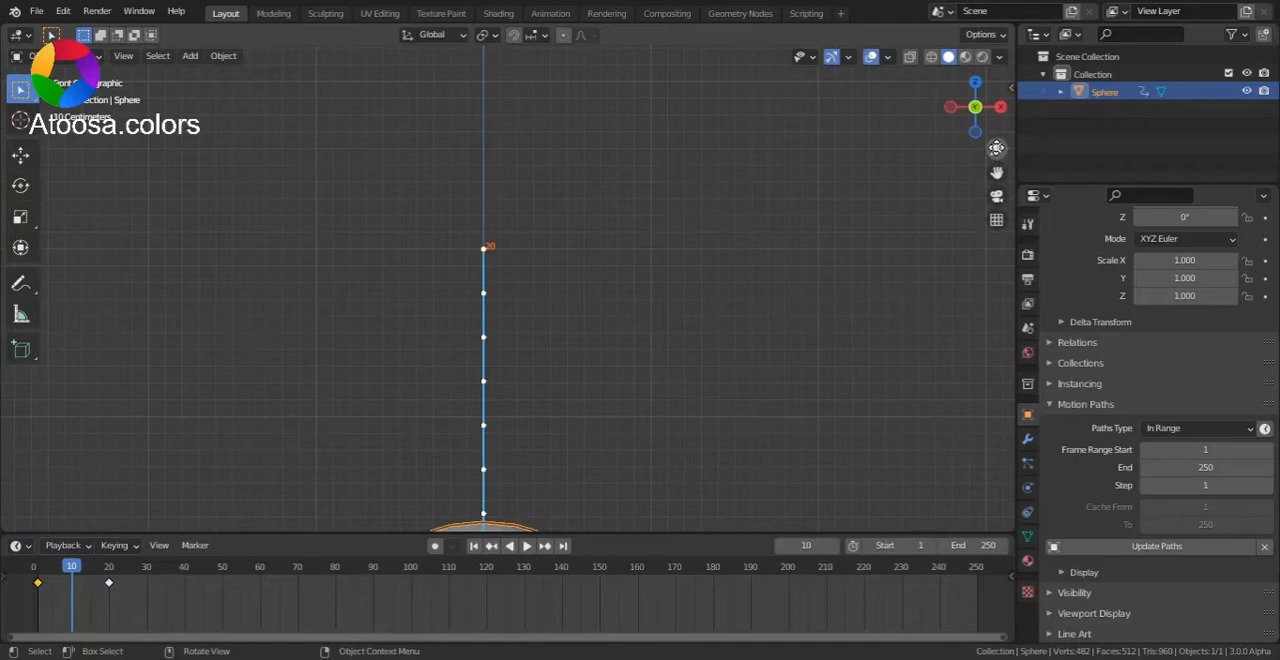 File Edit Render Window Help Layout Modeling Sculpting UV Editing Texture Paint Shading Animation Rendering Compositing Geometry Nodes Scripting + Scene View Layer
Global Options
View Select Add Object
Scene Collection
Collection
Sphere
Atoosa.colors
20
Z
X
Y
Z 0°
Mode XYZ Euler
Scale X 1.000
Y 1.000
Z 1.000
Delta Transform
Relations
Collections
Instancing
Motion Paths
Paths Type In Range
Frame Range Start 1
End 250
Step 1
Cache From 1
To 250
Update Paths
Display
Visibility
Viewport Display
Line Art
Playback Keying View Marker 10 Start 1 End 250
0 10 20 30 40 50 60 70 80 90 100 110 120 130 140 150 160 170 180 190 200 210 220 230 240 250
Select Box Select Rotate View Object Context Menu Collection | Sphere | Verts:482 | Faces:512 | Tris:960 | Objects:1/1 | 3.0.0 Alpha